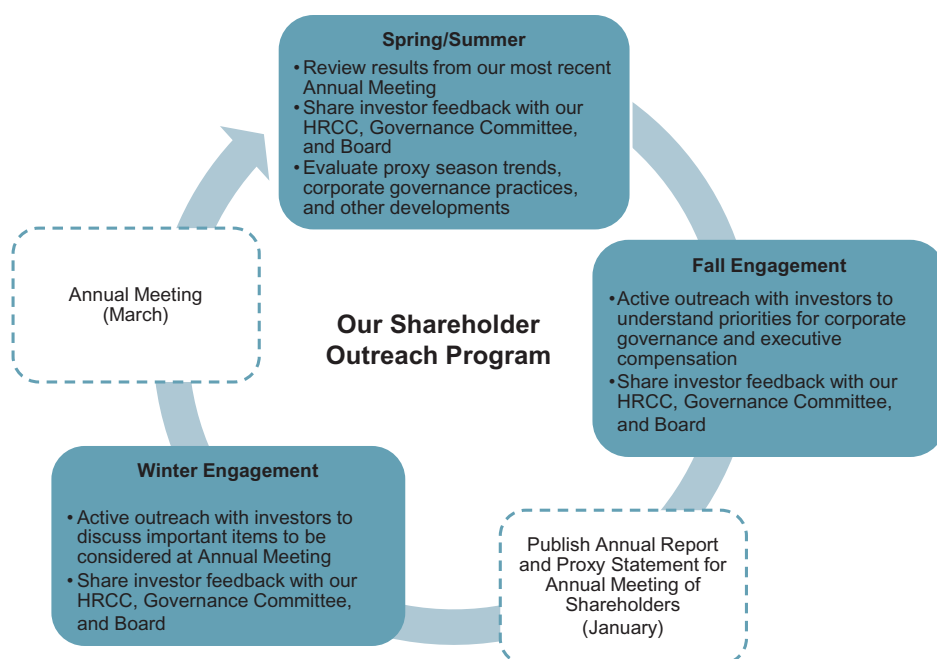 Spring/Summer
• Review results from our most recent
Annual Meeting
• Share investor feedback with our
HRCC, Governance Committee,
and Board
• Evaluate proxy season trends,
corporate governance practices,
and other developments
Fall Engagement
• Active outreach with investors to
understand priorities for corporate
governance and executive
compensation
• Share investor feedback with our
HRCC, Governance Committee,
and Board
Publish Annual Report
and Proxy Statement for
Annual Meeting of
Shareholders
(January)
Winter Engagement
• Active outreach with investors to
discuss important items to be
considered at Annual Meeting
• Share investor feedback with our
HRCC, Governance Committee,
and Board
Annual Meeting
(March)
Our Shareholder
Outreach Program